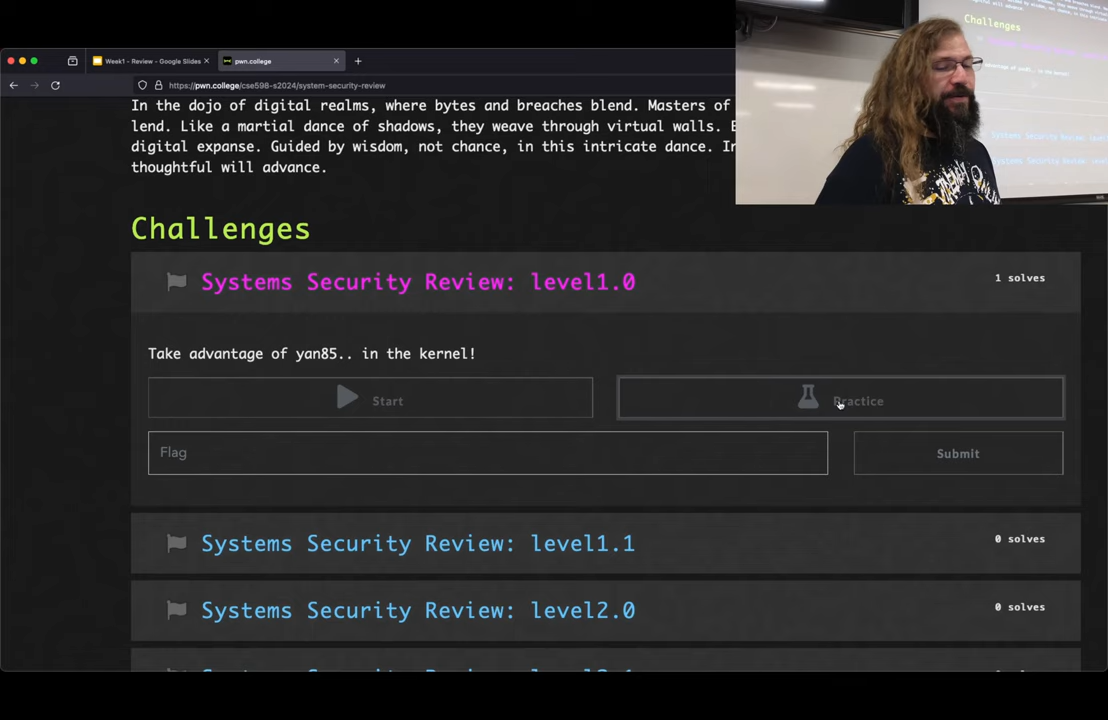 Week1 - Review - Google Slides
pwn.college
https://pwn.college/cse598-s2024/system-security-review
In the dojo of digital realms, where bytes and breaches blend. Masters of
lend. Like a martial dance of shadows, they weave through virtual walls.
digital expanse. Guided by wisdom, not chance, in this intricate dance. In
thoughtful will advance.
Challenges
Systems Security Review: level1.0
1 solves
Take advantage of yan85.. in the kernel!
Start
Practice
Flag
Submit
Systems Security Review: level1.1
0 solves
Systems Security Review: level2.0
0 solves
Challenges